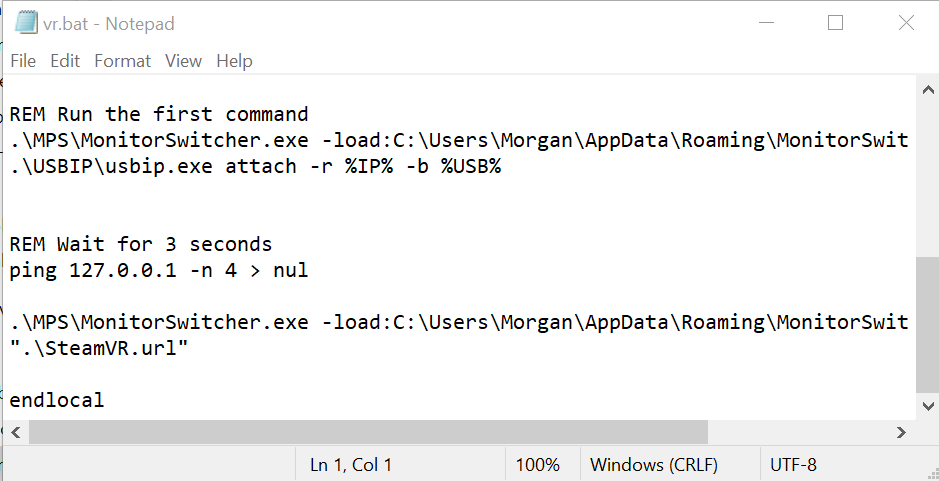 vr.bat - Notepad
File Edit Format View Help
REM Run the first command
.\MPS\MonitorSwitcher.exe -load:C:\Users\Morgan\AppData\Roaming\MonitorSwit
.\USBIP\usbip.exe attach -r %IP% -b %USB%
REM Wait for 3 seconds
ping 127.0.0.1 -n 4 > nul
.\MPS\MonitorSwitcher.exe -load:C:\Users\Morgan\AppData\Roaming\MonitorSwit
".\SteamVR.url"
endlocal
Ln 1, Col 1 100% Windows (CRLF) UTF-8